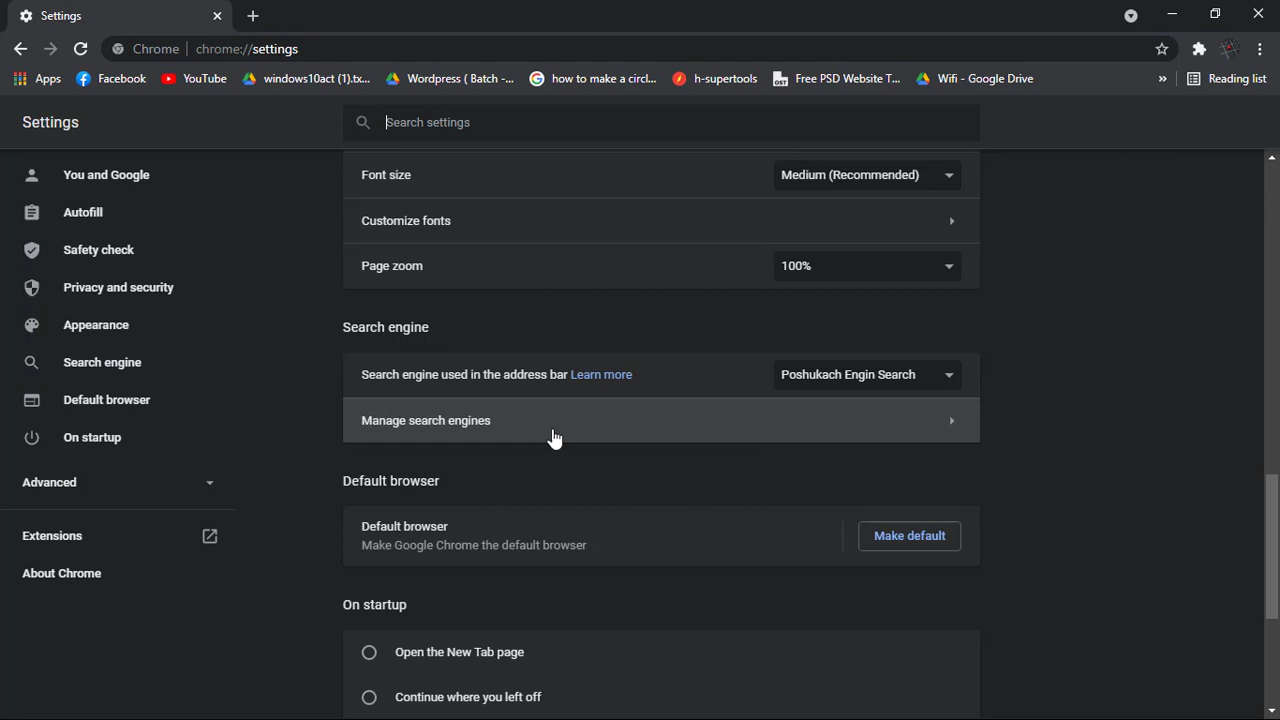 Settings
Chrome
chrome://settings
Apps
Facebook
YouTube
windows10act (1).tx...
Wordpress ( Batch -...
how to make a circl...
h-supertools
Free PSD Website T...
Wifi - Google Drive
»
Reading list
Settings
Search settings
You and Google
Autofill
Safety check
Privacy and security
Appearance
Search engine
Default browser
On startup
Advanced
Extensions
About Chrome
Font size
Medium (Recommended)
Customize fonts
Page zoom
100%
Search engine
Search engine used in the address bar Learn more
Poshukach Engin Search
Manage search engines
Default browser
Default browser
Make Google Chrome the default browser
Make default
On startup
Open the New Tab page
Continue where you left off